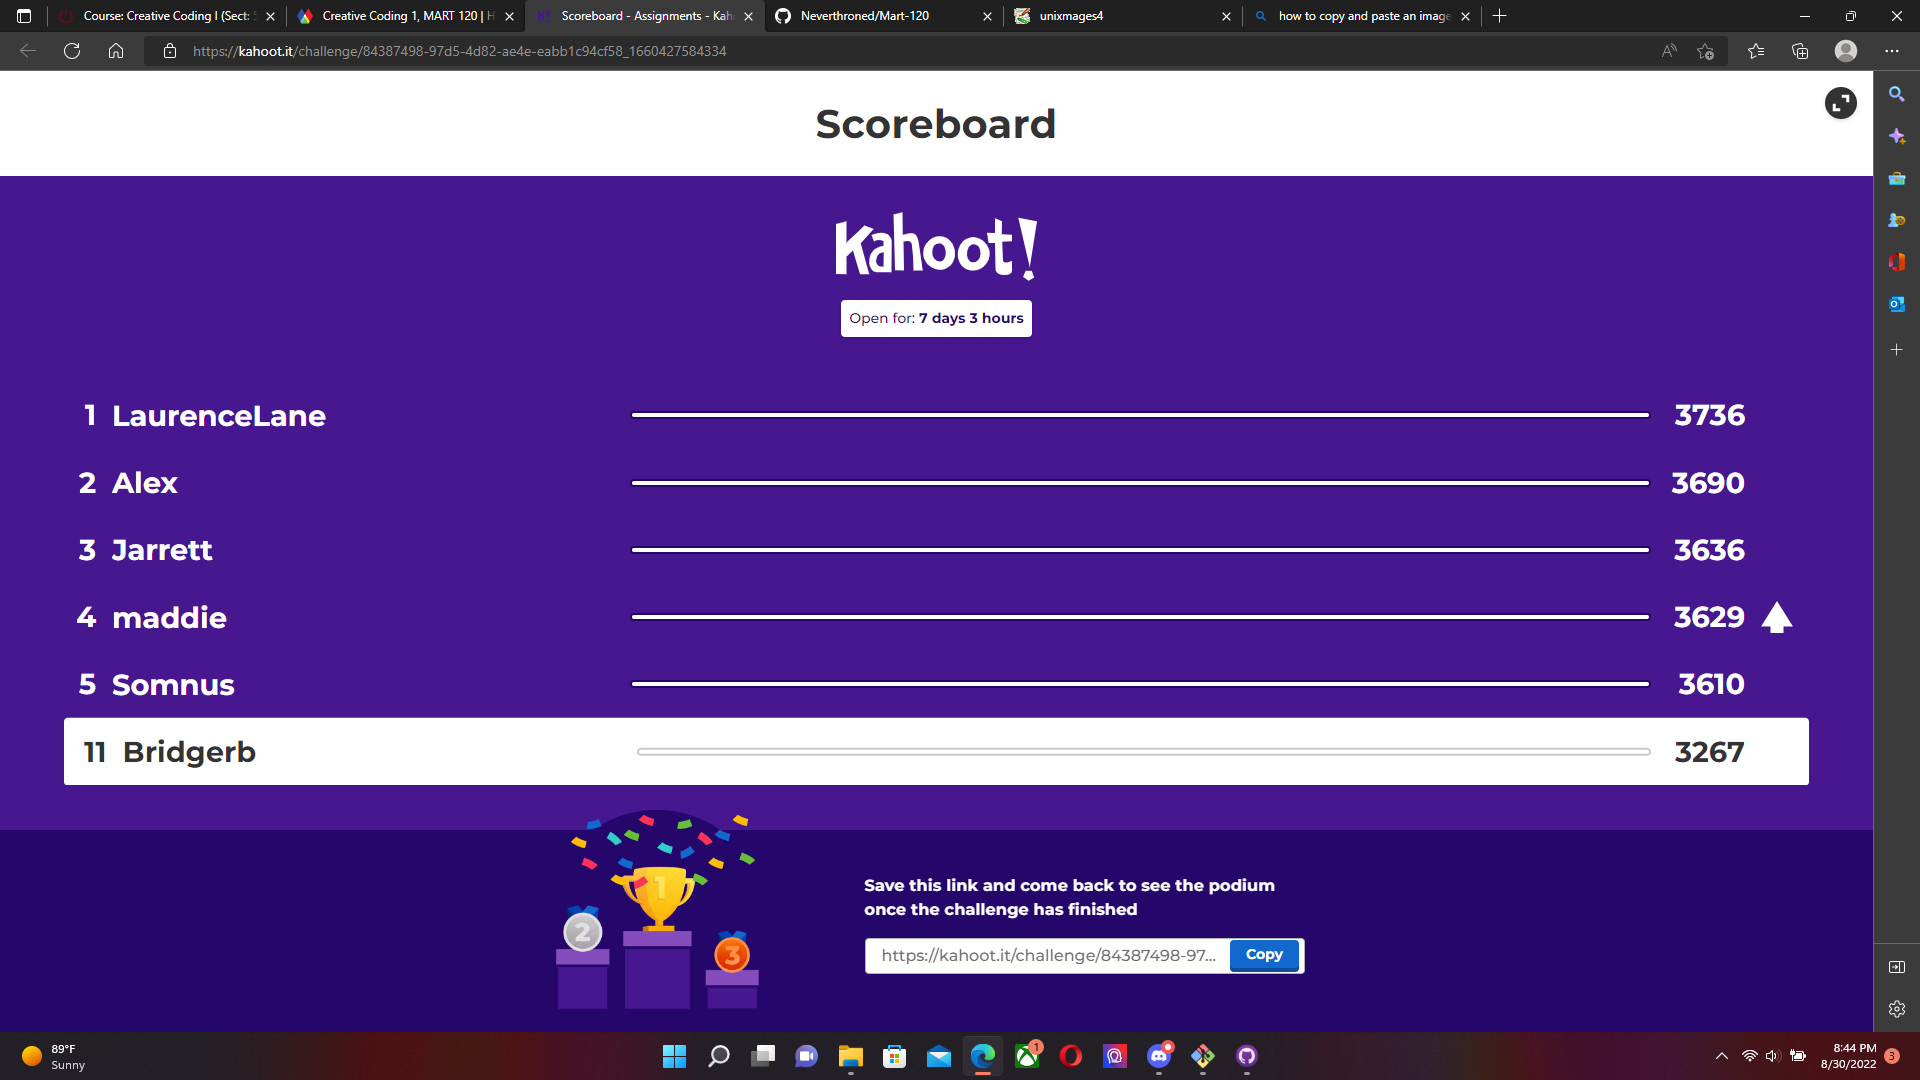 Course: Creative Coding I (Sect:
Creative Coding 1, MART 120 | H
Scoreboard - Assignments - Kah
Neverthroned/Mart-120
unixmages4
how to copy and paste an image
https://kahoot.it/challenge/84387498-97d5-4d82-ae4e-eabb1c94cf58_1660427584334
Scoreboard
Kahoot!
Open for: 7 days 3 hours
1 LaurenceLane 3736
2 Alex 3690
3 Jarrett 3636
4 maddie 3629
5 Somnus 3610
11 Bridgerb 3267
1
2
3
Save this link and come back to see the podium
once the challenge has finished
https://kahoot.it/challenge/84387498-97... Copy
89°F
Sunny
1
8:44 PM
8/30/2022
3